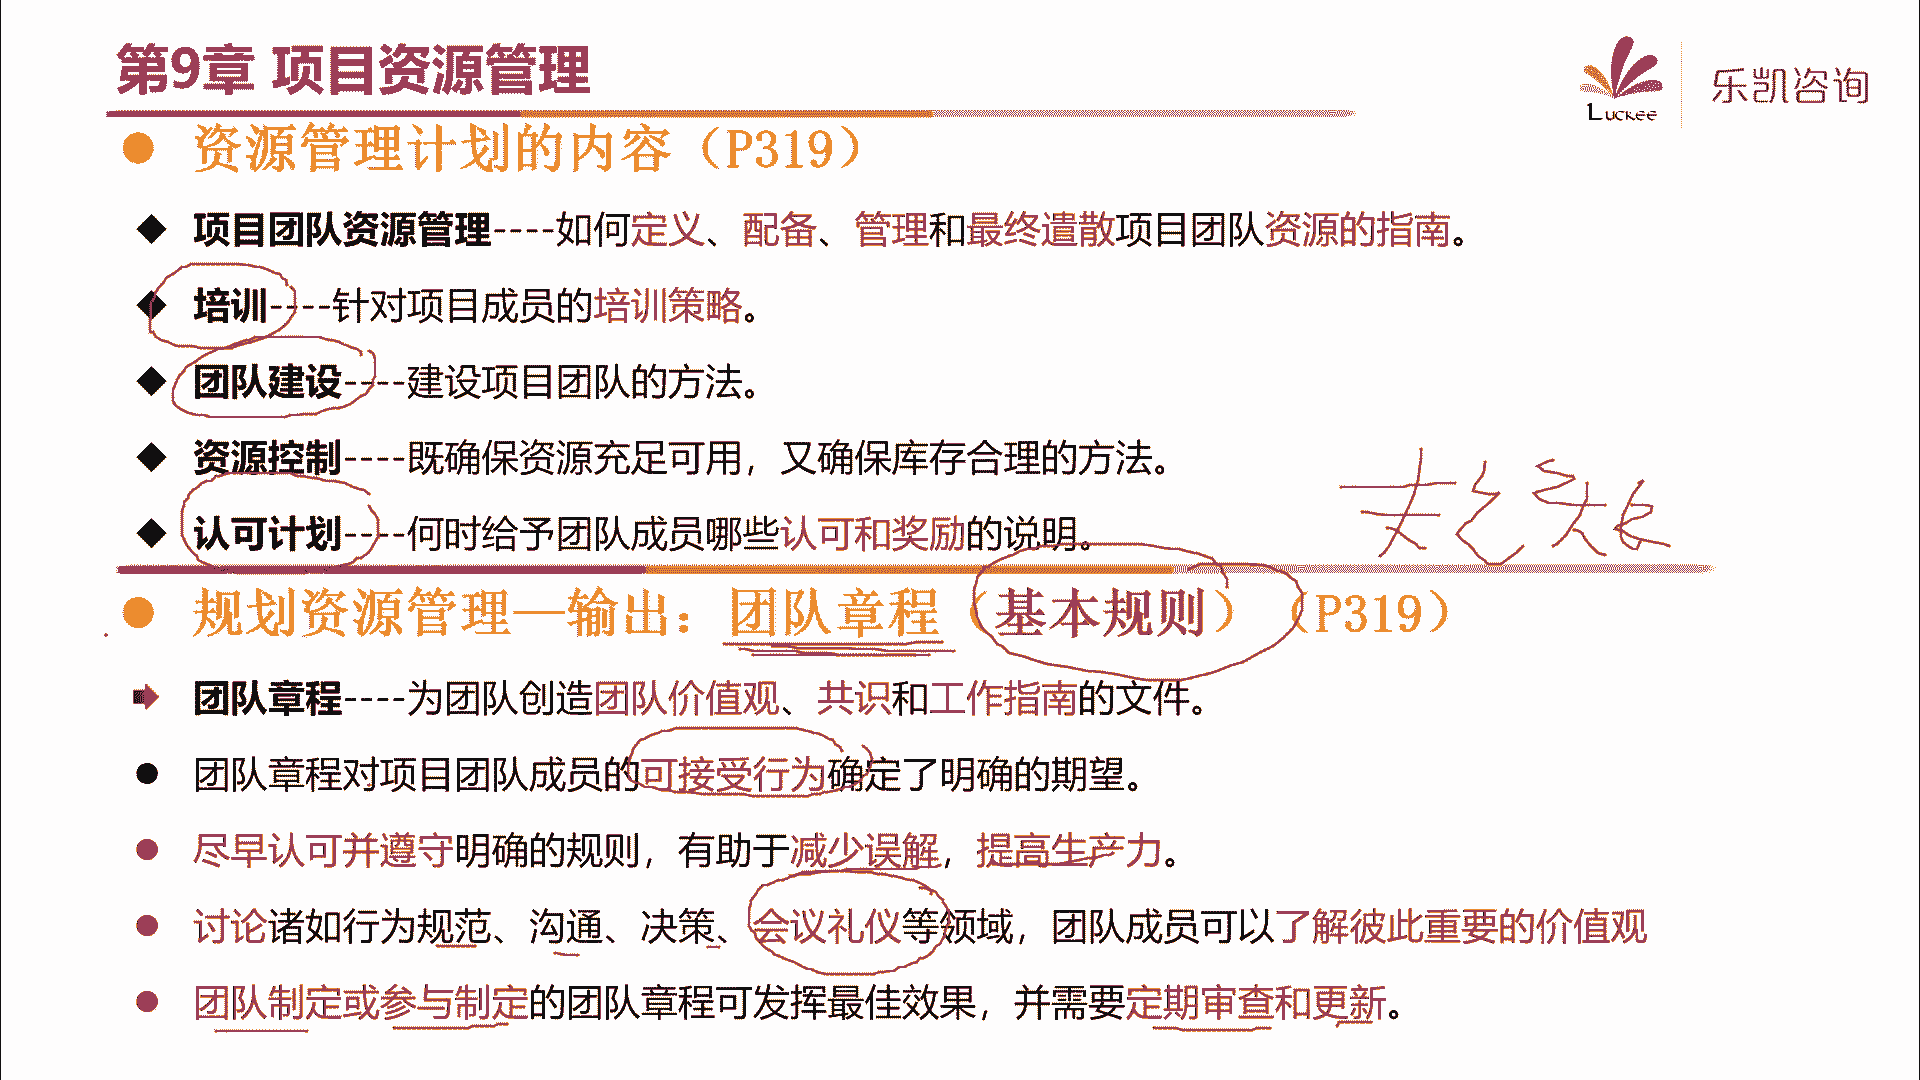 第9章 项目资源管理
Luckee 乐凯咨询
资源管理计划的内容（P319）
项目团队资源管理----如何定义、配备、管理和最终遣散项目团队资源的指南。
培训----针对项目成员的培训策略。
团队建设----建设项目团队的方法。
资源控制----既确保资源充足可用，又确保库存合理的方法。
认可计划----何时给予团队成员哪些认可和奖励的说明。
规划资源管理—输出：团队章程（基本规则）（P319）
团队章程----为团队创造团队价值观、共识和工作指南的文件。
团队章程对项目团队成员的可接受行为确定了明确的期望。
尽早认可并遵守明确的规则，有助于减少误解，提高生产力。
讨论诸如行为规范、沟通、决策、会议礼仪等领域，团队成员可以了解彼此重要的价值观
团队制定或参与制定的团队章程可发挥最佳效果，并需要定期审查和更新。